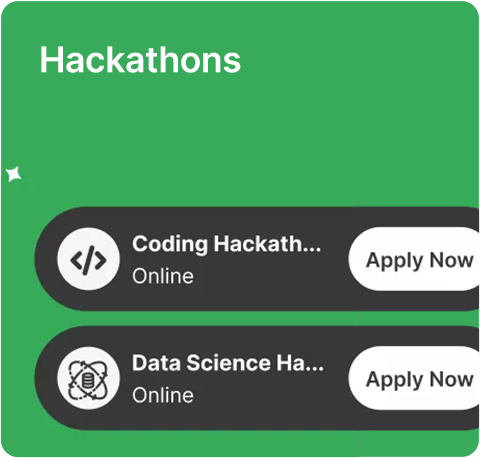 Hackathons
Coding Hackath...
Online
Apply Now
Data Science Ha...
Online
Apply Now